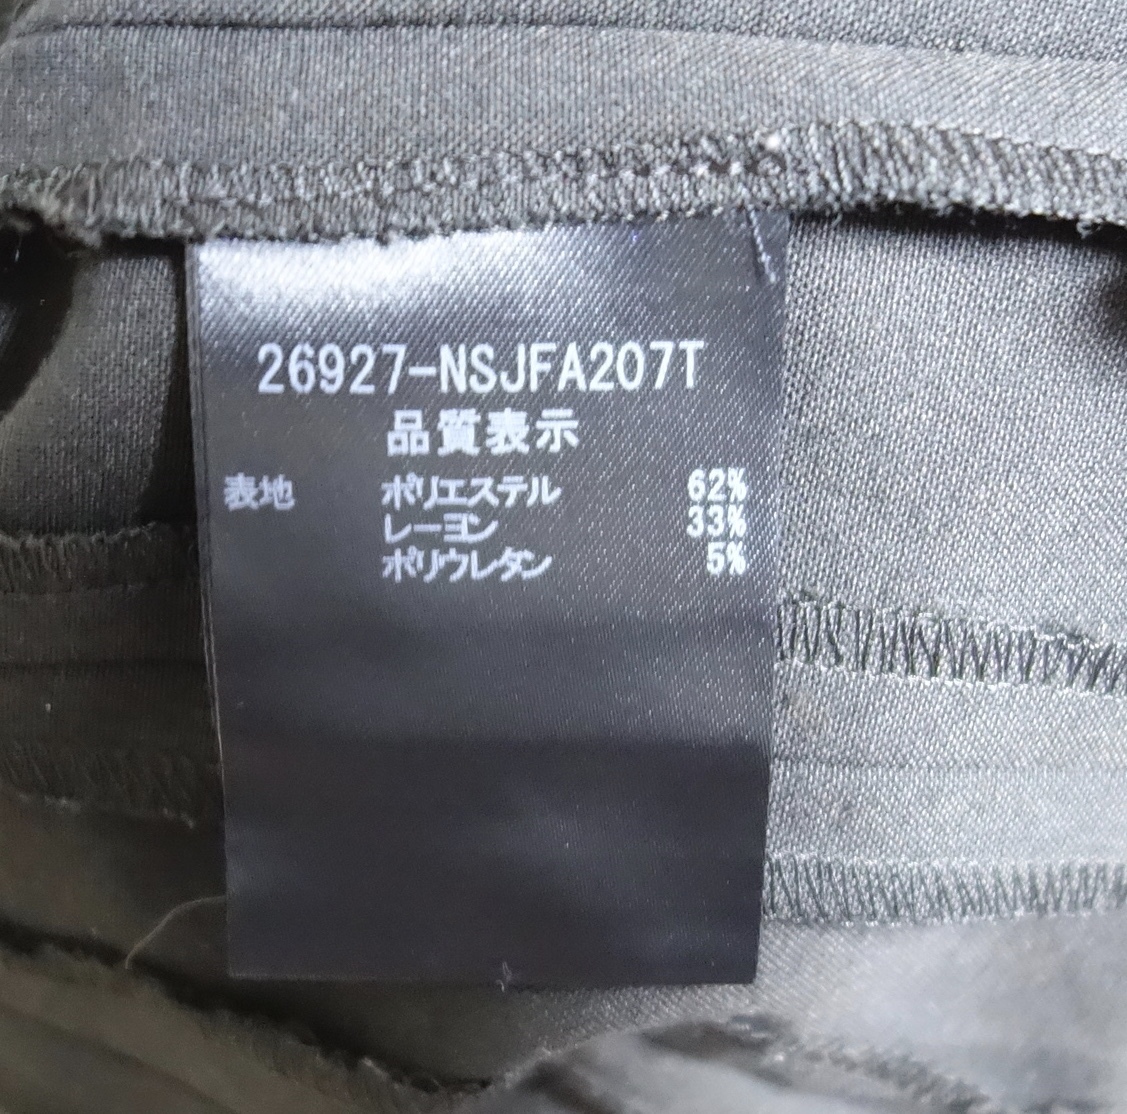 26927-NSJFA207T
品質表示
表地 ポリエステル 62%
レーヨン 33%
ポリウレタン 5%